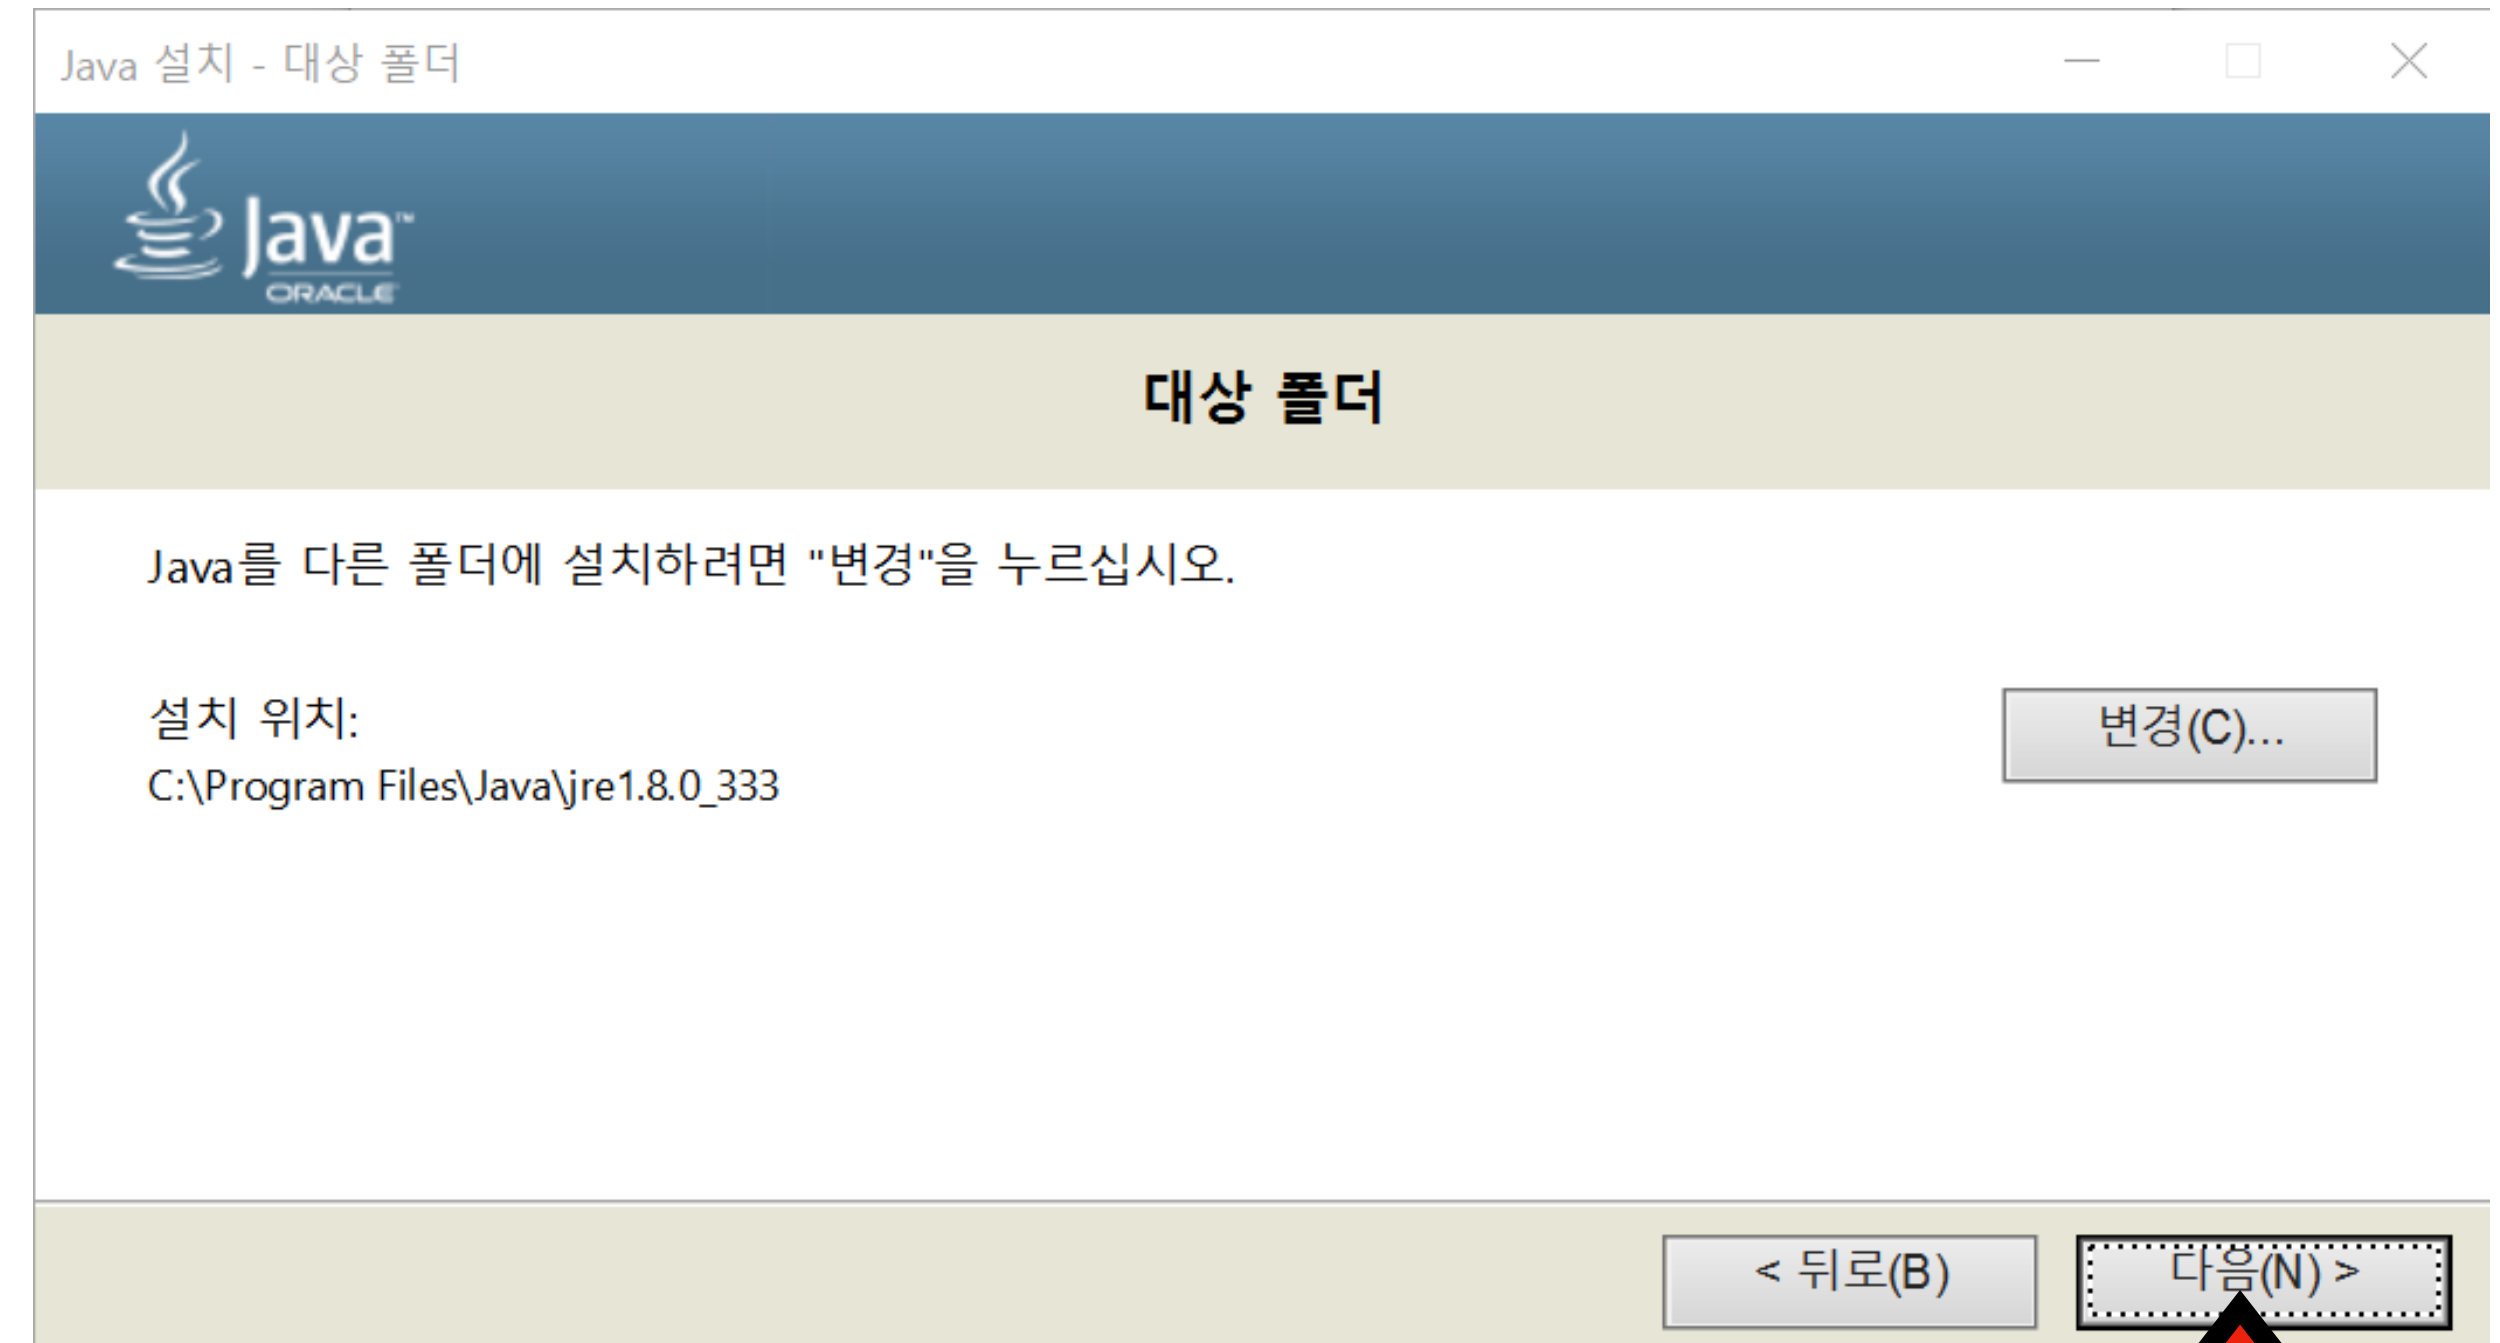 Java 설치 - 대상 폴더
Java™
ORACLE
대상 폴더
Java를 다른 폴더에 설치하려면 "변경"을 누르십시오.
설치 위치:
변경(C)...
C:\Program Files\Java\jre1.8.0_333
< 뒤로(B)
다음(N) >